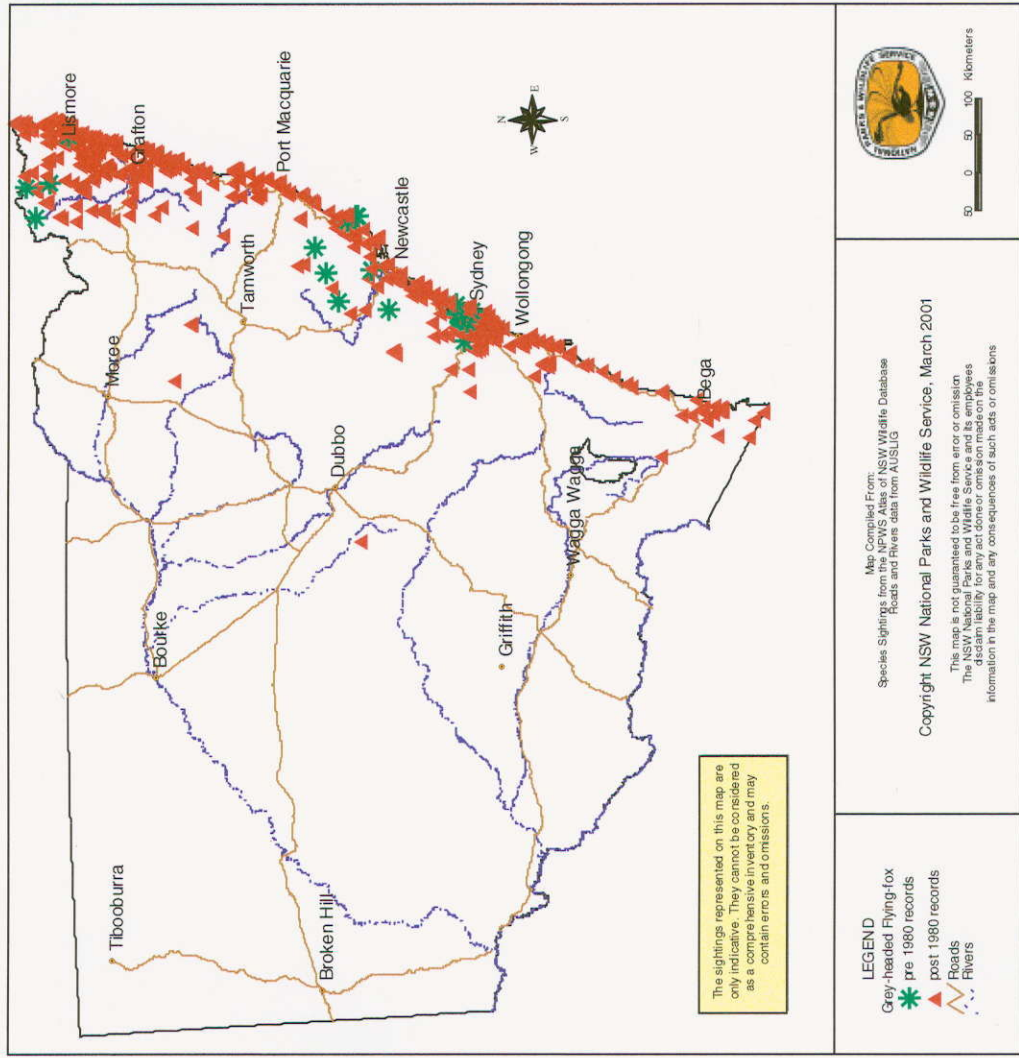 Tibooburra
Bourke
Moree
Lismore
Grafton
Tamworth
Port Macquarie
Broken Hill
Dubbo
Newcastle
Sydney
Griffith
Wagga Wagga
Wollongong
Bega
N
W
E
S
The sightings represented on this map are
only indicative. They cannot be considered
as a comprehensive inventory and may
contain errors and omissions.
LEGEND
Grey-headed Flying-fox
pre 1980 records
post 1980 records
Roads
Rivers
Map Compiled From:
Species Sightings from the NPWS Atlas of NSW Wildlife Database
Roads and Rivers data from AUSLIG
Copyright NSW National Parks and Wildlife Service, March 2001
This map is not guaranteed to be free from error or omission
The NSW National Parks and Wildlife Service and its employees
disclaim liability for any act done or omission made on the
information in the map and any consequences of such acts or omissions
NATIONAL PARKS & WILDLIFE SERVICE
50 0 50 100 Kilometers